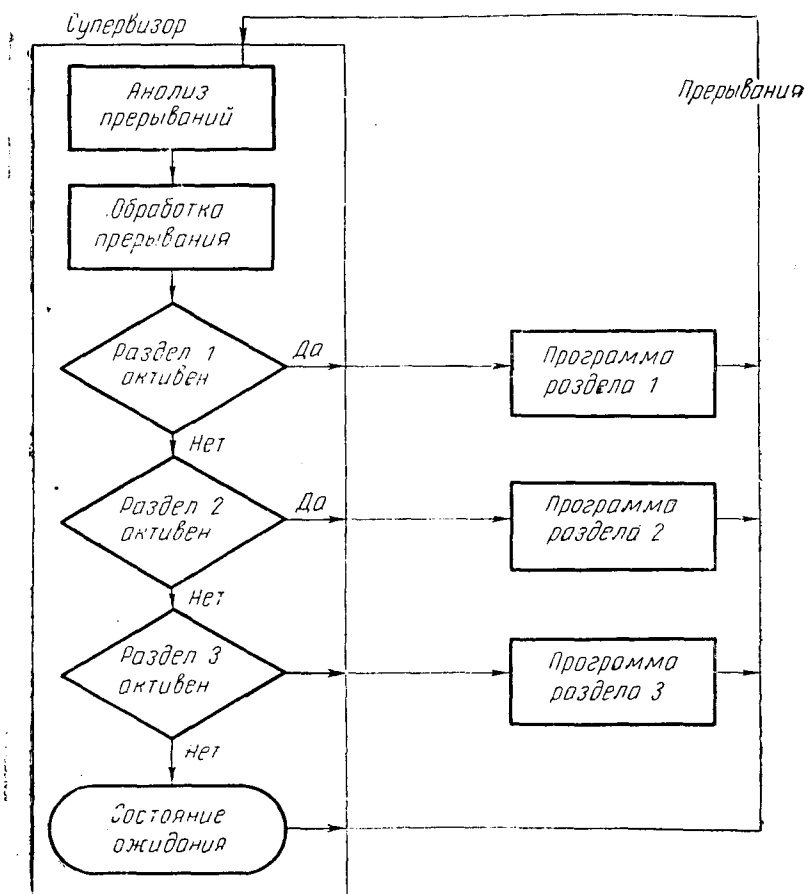 Супервизор
Анализ
прерываний
Прерывания
Обработка
прерывания
Раздел 1
активен
Да
Программа
раздела 1
Нет
Раздел 2
активен
Да
Программа
раздела 2
Нет
Раздел 3
активен
Программа
раздела 3
Нет
Состояние
ожидания